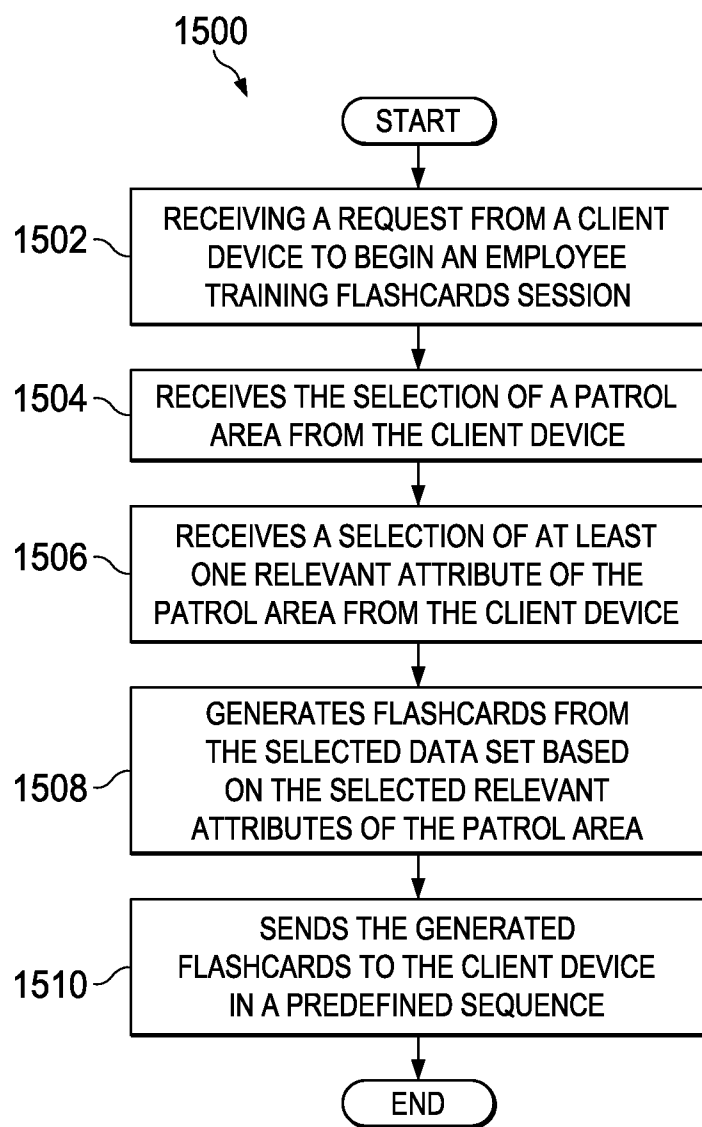 1500
START
1502
RECEIVING A REQUEST FROM A CLIENT
DEVICE TO BEGIN AN EMPLOYEE
TRAINING FLASHCARDS SESSION
1504
RECEIVES THE SELECTION OF A PATROL
AREA FROM THE CLIENT DEVICE
1506
RECEIVES A SELECTION OF AT LEAST
ONE RELEVANT ATTRIBUTE OF THE
PATROL AREA FROM THE CLIENT DEVICE
1508
GENERATES FLASHCARDS FROM
THE SELECTED DATA SET BASED
ON THE SELECTED RELEVANT
ATTRIBUTES OF THE PATROL AREA
1510
SENDS THE GENERATED
FLASHCARDS TO THE CLIENT DEVICE
IN A PREDEFINED SEQUENCE
END